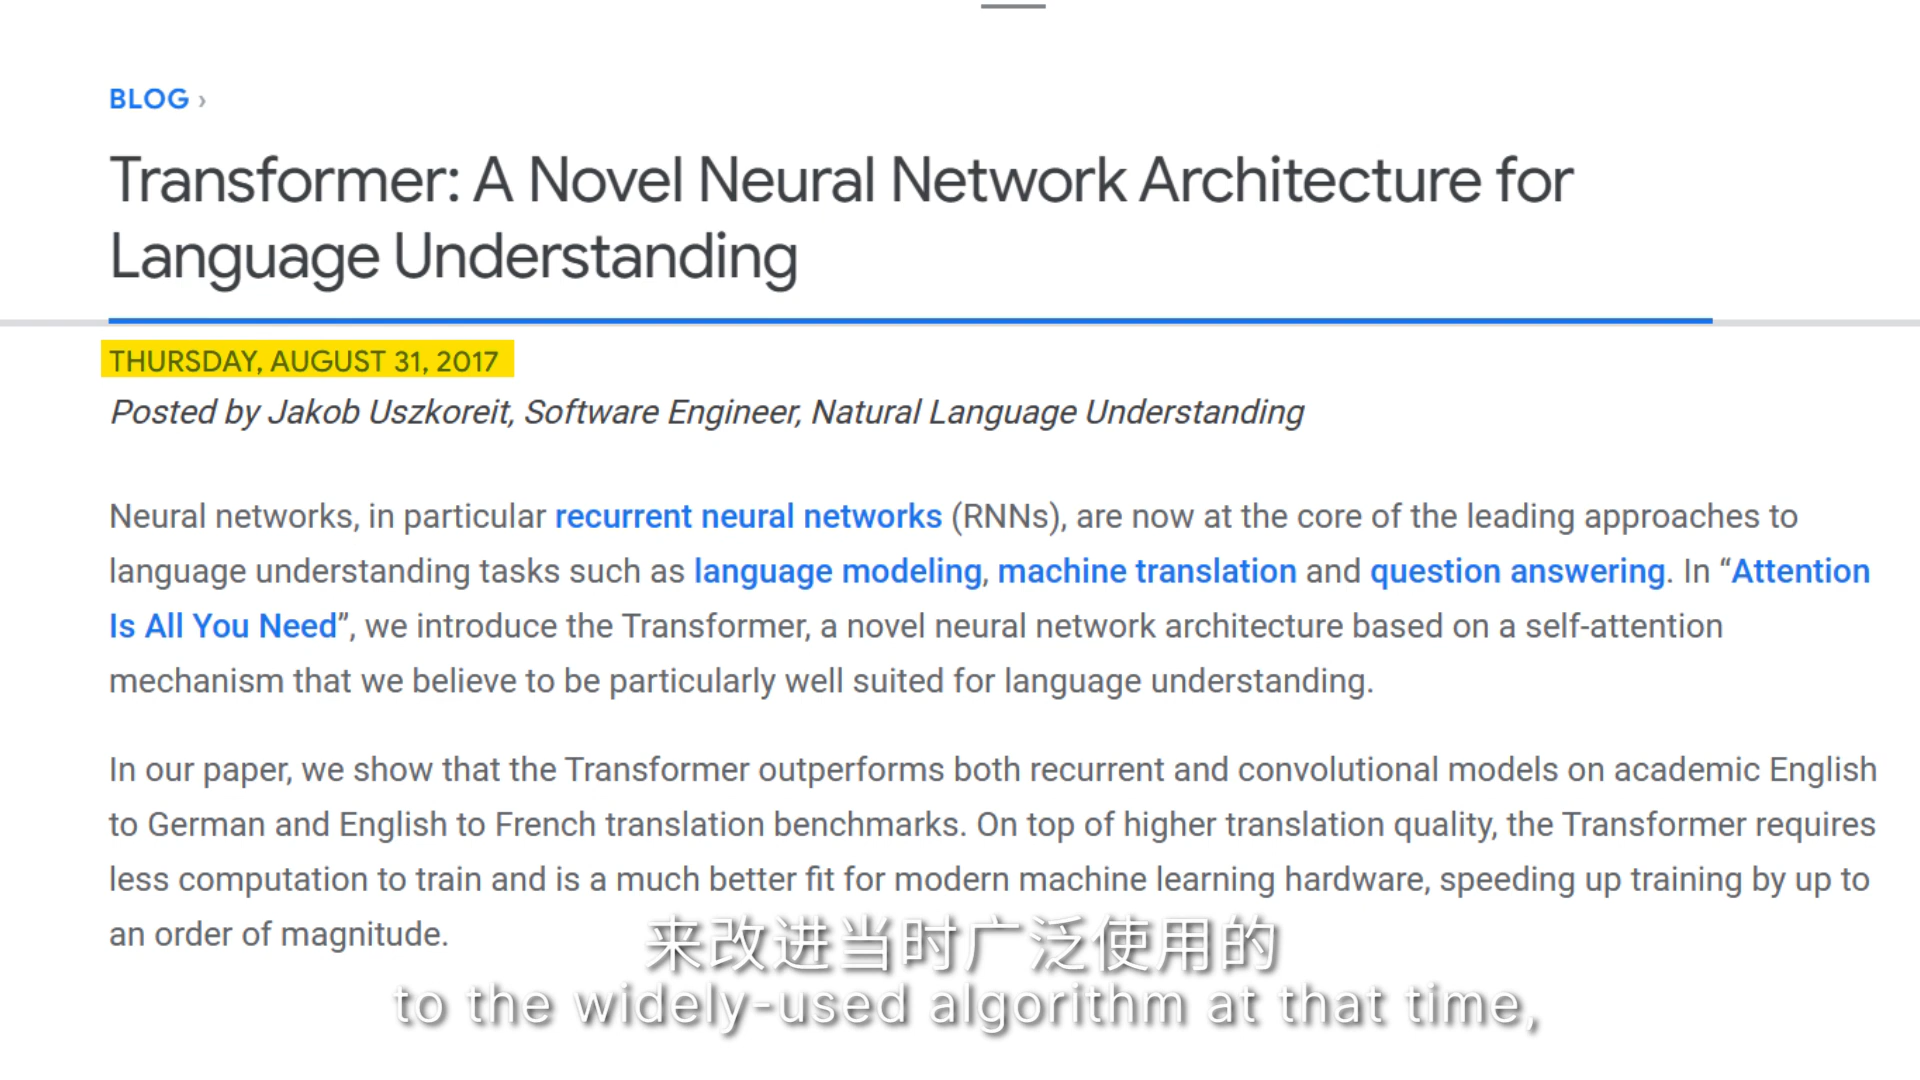 BLOG ›
Transformer: A Novel Neural Network Architecture for
Language Understanding
THURSDAY, AUGUST 31, 2017
Posted by Jakob Uszkoreit, Software Engineer, Natural Language Understanding
Neural networks, in particular recurrent neural networks (RNNs), are now at the core of the leading approaches to
language understanding tasks such as language modeling, machine translation and question answering. In “Attention
Is All You Need”, we introduce the Transformer, a novel neural network architecture based on a self-attention
mechanism that we believe to be particularly well suited for language understanding.
In our paper, we show that the Transformer outperforms both recurrent and convolutional models on academic English
to German and English to French translation benchmarks. On top of higher translation quality, the Transformer requires
less computation to train and is a much better fit for modern machine learning hardware, speeding up training by up to
an order of magnitude.
来改进当时广泛使用的
to the widely-used algorithm at that time,